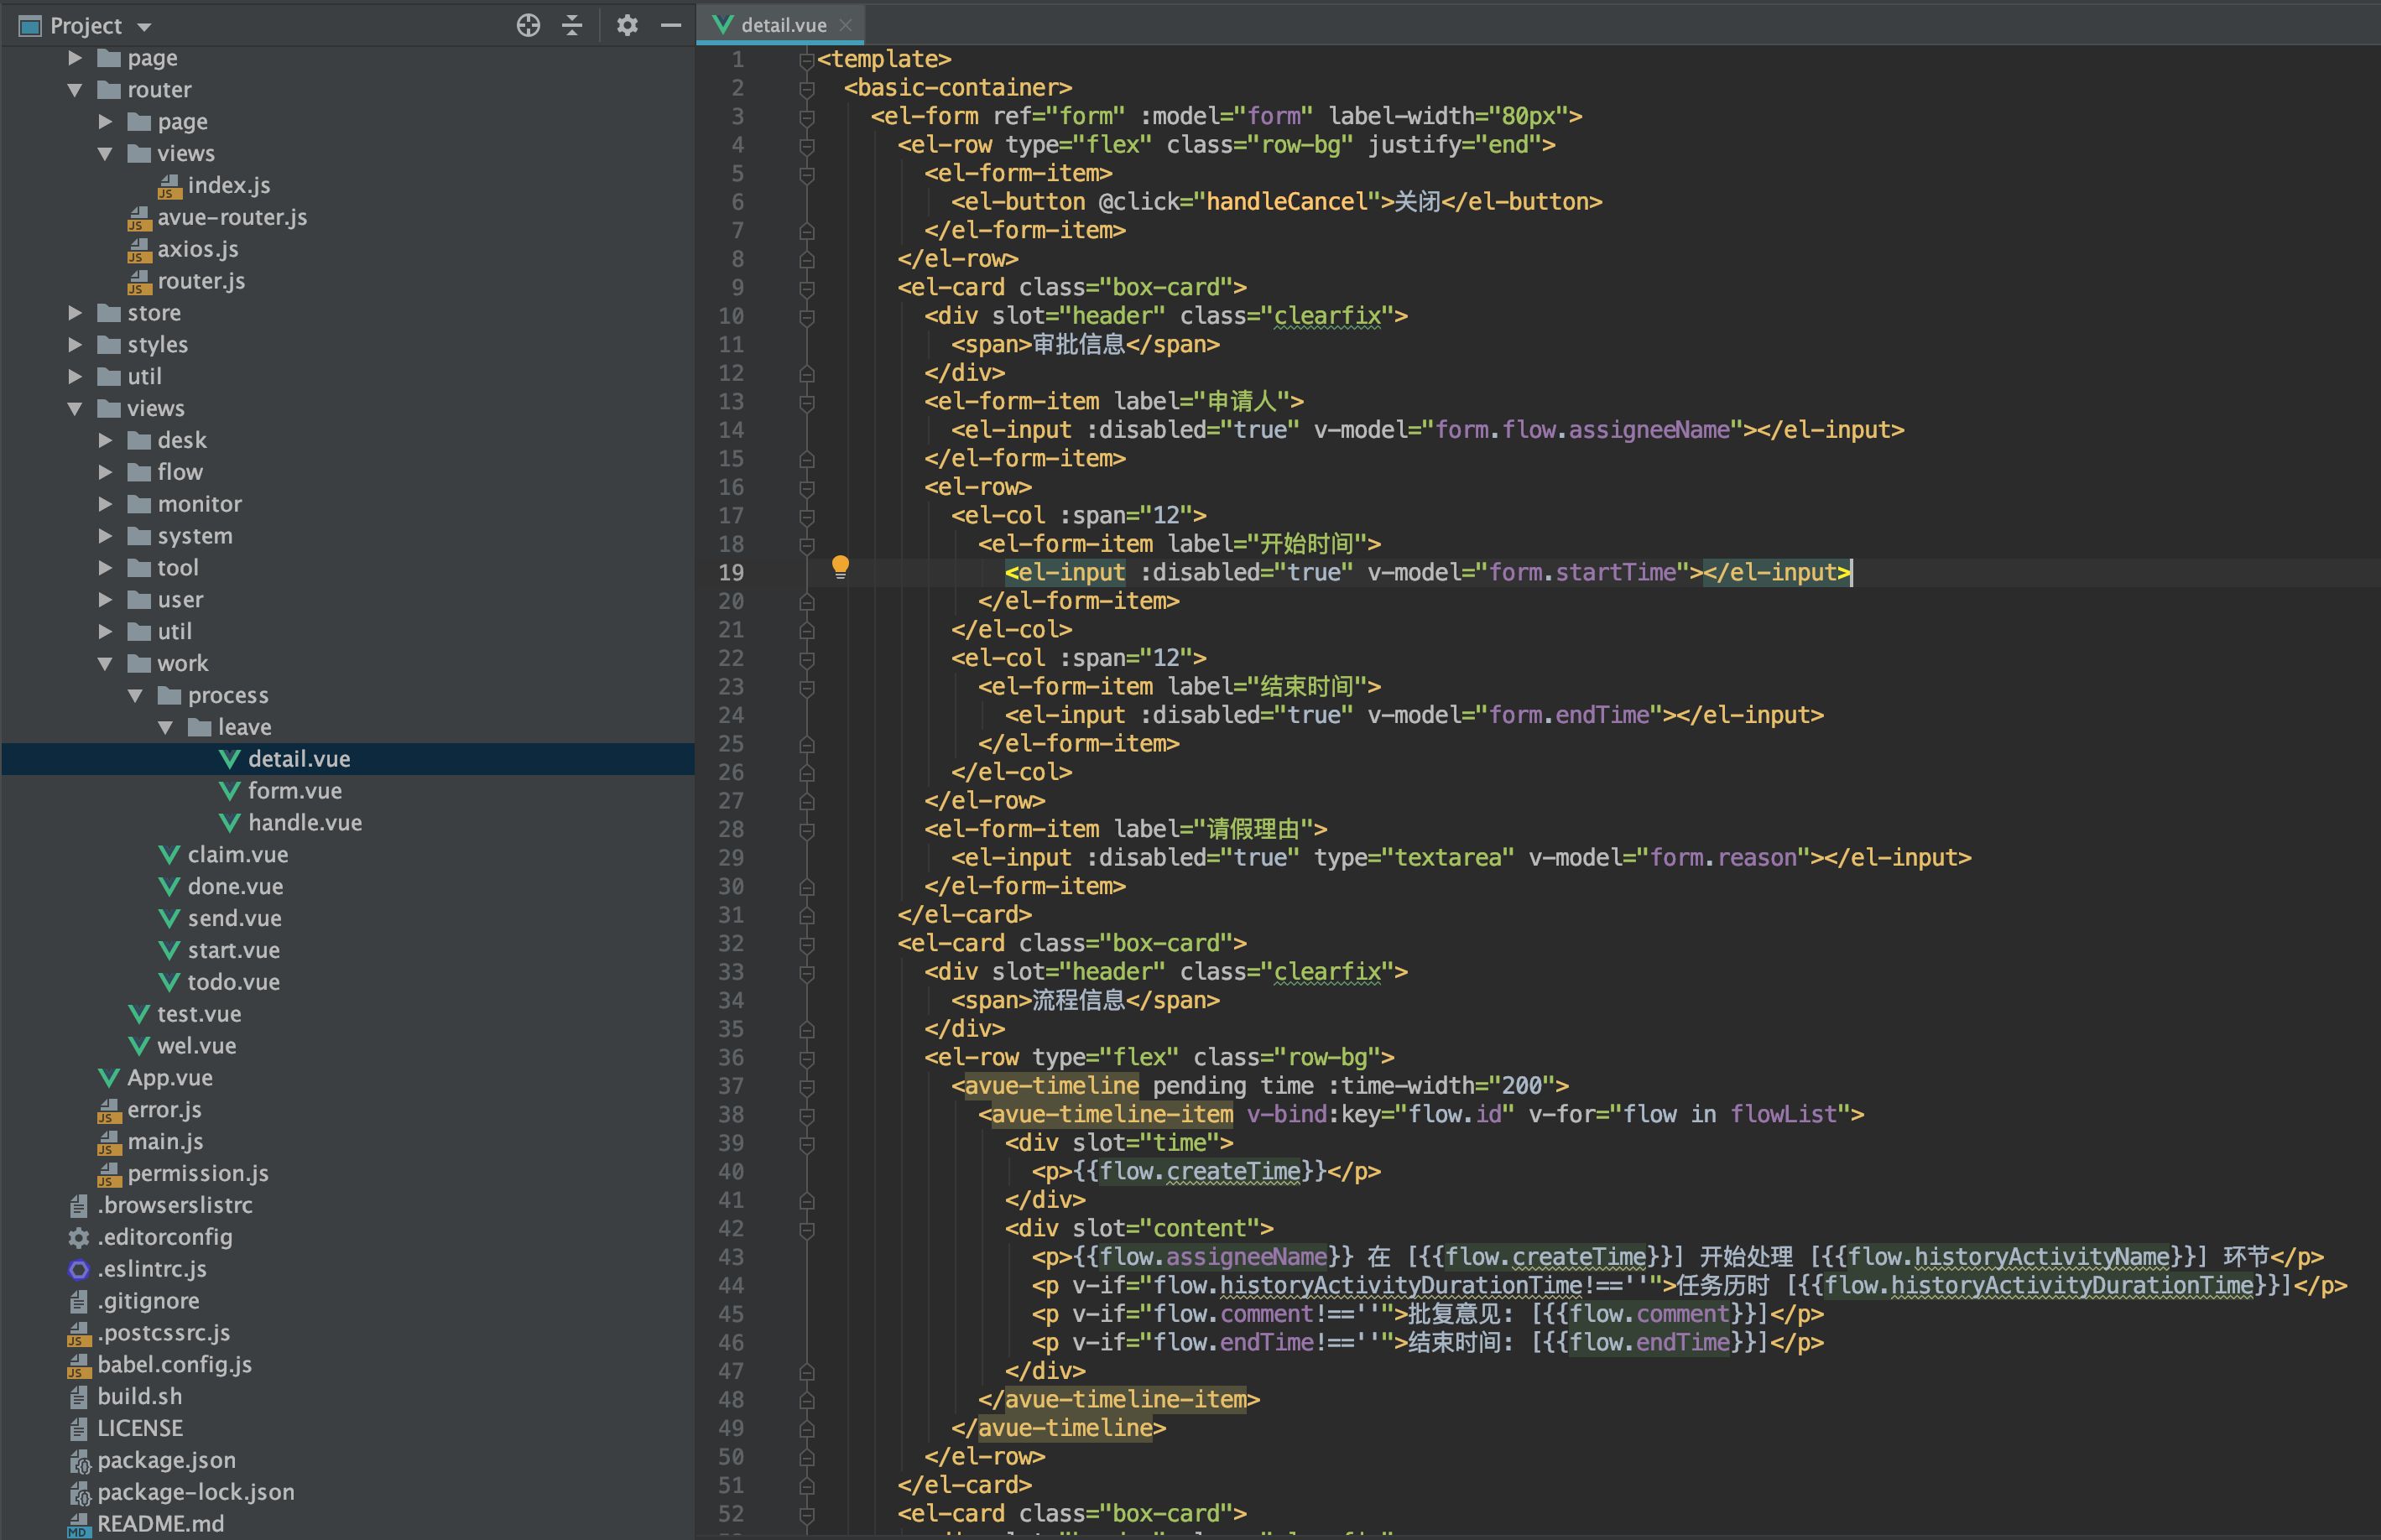 Project
page
router
page
views
index.js
avue-router.js
axios.js
router.js
store
styles
util
views
desk
flow
monitor
system
tool
user
util
work
process
leave
detail.vue
form.vue
handle.vue
claim.vue
done.vue
send.vue
start.vue
todo.vue
test.vue
wel.vue
App.vue
error.js
main.js
permission.js
.browserslistrc
.editorconfig
.eslintrc.js
.gitignore
.postcssrc.js
babel.config.js
build.sh
LICENSE
package.json
package-lock.json
README.md
detail.vue
1 <template>
2 <basic-container>
3 <el-form ref="form" :model="form" label-width="80px">
4 <el-row type="flex" class="row-bg" justify="end">
5 <el-form-item>
6 <el-button @click="handleCancel">关闭</el-button>
7 </el-form-item>
8 </el-row>
9 <el-card class="box-card">
10 <div slot="header" class="clearfix">
11 <span>审批信息</span>
12 </div>
13 <el-form-item label="申请人">
14 <el-input :disabled="true" v-model="form.flow.assigneeName"></el-input>
15 </el-form-item>
16 <el-row>
17 <el-col :span="12">
18 <el-form-item label="开始时间">
19 <el-input :disabled="true" v-model="form.startTime"></el-input>
20 </el-form-item>
21 </el-col>
22 <el-col :span="12">
23 <el-form-item label="结束时间">
24 <el-input :disabled="true" v-model="form.endTime"></el-input>
25 </el-form-item>
26 </el-col>
27 </el-row>
28 <el-form-item label="请假理由">
29 <el-input :disabled="true" type="textarea" v-model="form.reason"></el-input>
30 </el-form-item>
31 </el-card>
32 <el-card class="box-card">
33 <div slot="header" class="clearfix">
34 <span>流程信息</span>
35 </div>
36 <el-row type="flex" class="row-bg">
37 <avue-timeline pending time :time-width="200">
38 <avue-timeline-item v-bind:key="flow.id" v-for="flow in flowList">
39 <div slot="time">
40 <p>{{flow.createTime}}</p>
41 </div>
42 <div slot="content">
43 <p>{{flow.assigneeName}} 在 [{{flow.createTime}}] 开始处理 [{{flow.historyActivityName}}] 环节</p>
44 <p v-if="flow.historyActivityDurationTime!==''">任务历时 [{{flow.historyActivityDurationTime}}]</p>
45 <p v-if="flow.comment!==''">批复意见: [{{flow.comment}}]</p>
46 <p v-if="flow.endTime!==''">结束时间: [{{flow.endTime}}]</p>
47 </div>
48 </avue-timeline-item>
49 </avue-timeline>
50 </el-row>
51 </el-card>
52 <el-card class="box-card">